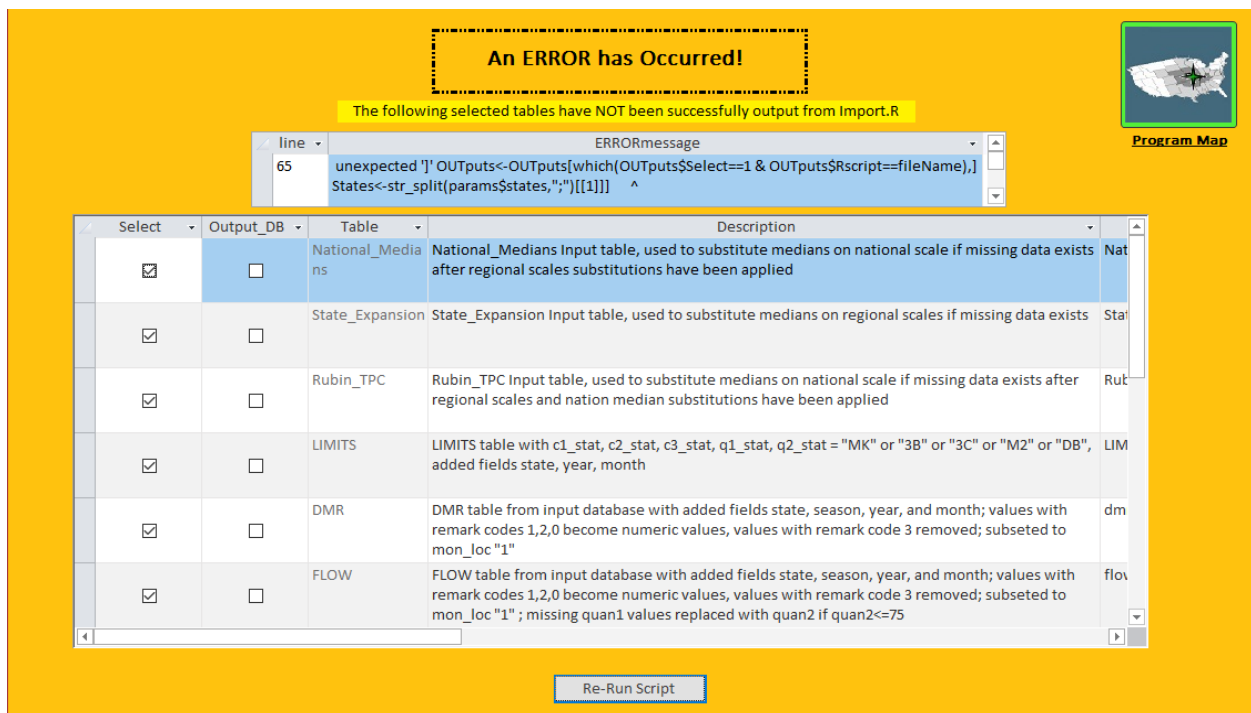 An ERROR has Occurred!
The following selected tables have NOT been successfully output from Import.R
Program Map
line ERRORmessage
65 unexpected ']' OUTputs<-OUTputs[which(OUTputs$Select==1 & OUTputs$Rscript==fileName),]
States<-str_split(params$states,";")[[1]]] ^
Select Output_DB Table Description
National_Media National_Medians Input table, used to substitute medians on national scale if missing data exists Nat
ns after regional scales substitutions have been applied
State_Expansion State_Expansion Input table, used to substitute medians on regional scales if missing data exists Stat
Rubin_TPC Rubin_TPC Input table, used to substitute medians on national scale if missing data exists after Rub
regional scales and nation median substitutions have been applied
LIMITS LIMITS table with c1_stat, c2_stat, c3_stat, q1_stat, q2_stat = "MK" or "3B" or "3C" or "M2" or "DB", LIM
added fields state, year, month
DMR DMR table from input database with added fields state, season, year, and month; values with dm
remark codes 1,2,0 become numeric values, values with remark code 3 removed; subseted to
mon_loc "1"
FLOW FLOW table from input database with added fields state, season, year, and month; values with flov
remark codes 1,2,0 become numeric values, values with remark code 3 removed; subseted to
mon_loc "1" ; missing quan1 values replaced with quan2 if quan2<=75
Re-Run Script